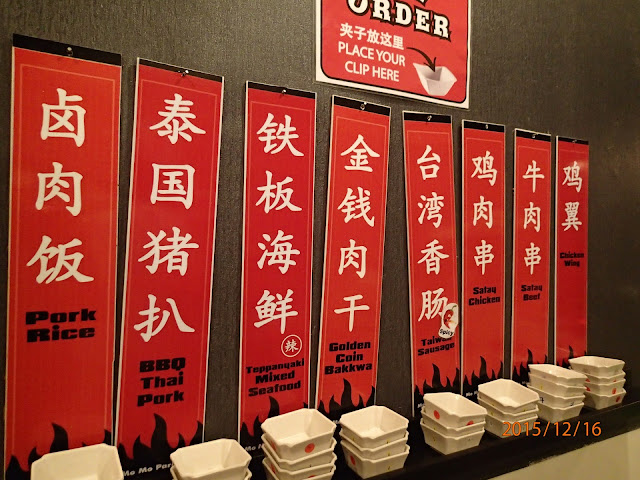 ORDER
夹子放这里
PLACE YOUR
CLIP HERE
卤肉饭
Pork
Rice
泰国猪扒
BBQ
Thai
Pork
铁板海鲜
辣
Teppanyaki
Mixed
Seafood
金钱肉干
Golden
Coin
Bakkwa
台湾香肠
Spicy
Taiwan
Sausage
鸡肉串
Satay
Chicken
牛肉串
Satay
Beef
鸡翼
Chicken
Wing
Mo Mo Par
2015/12/16